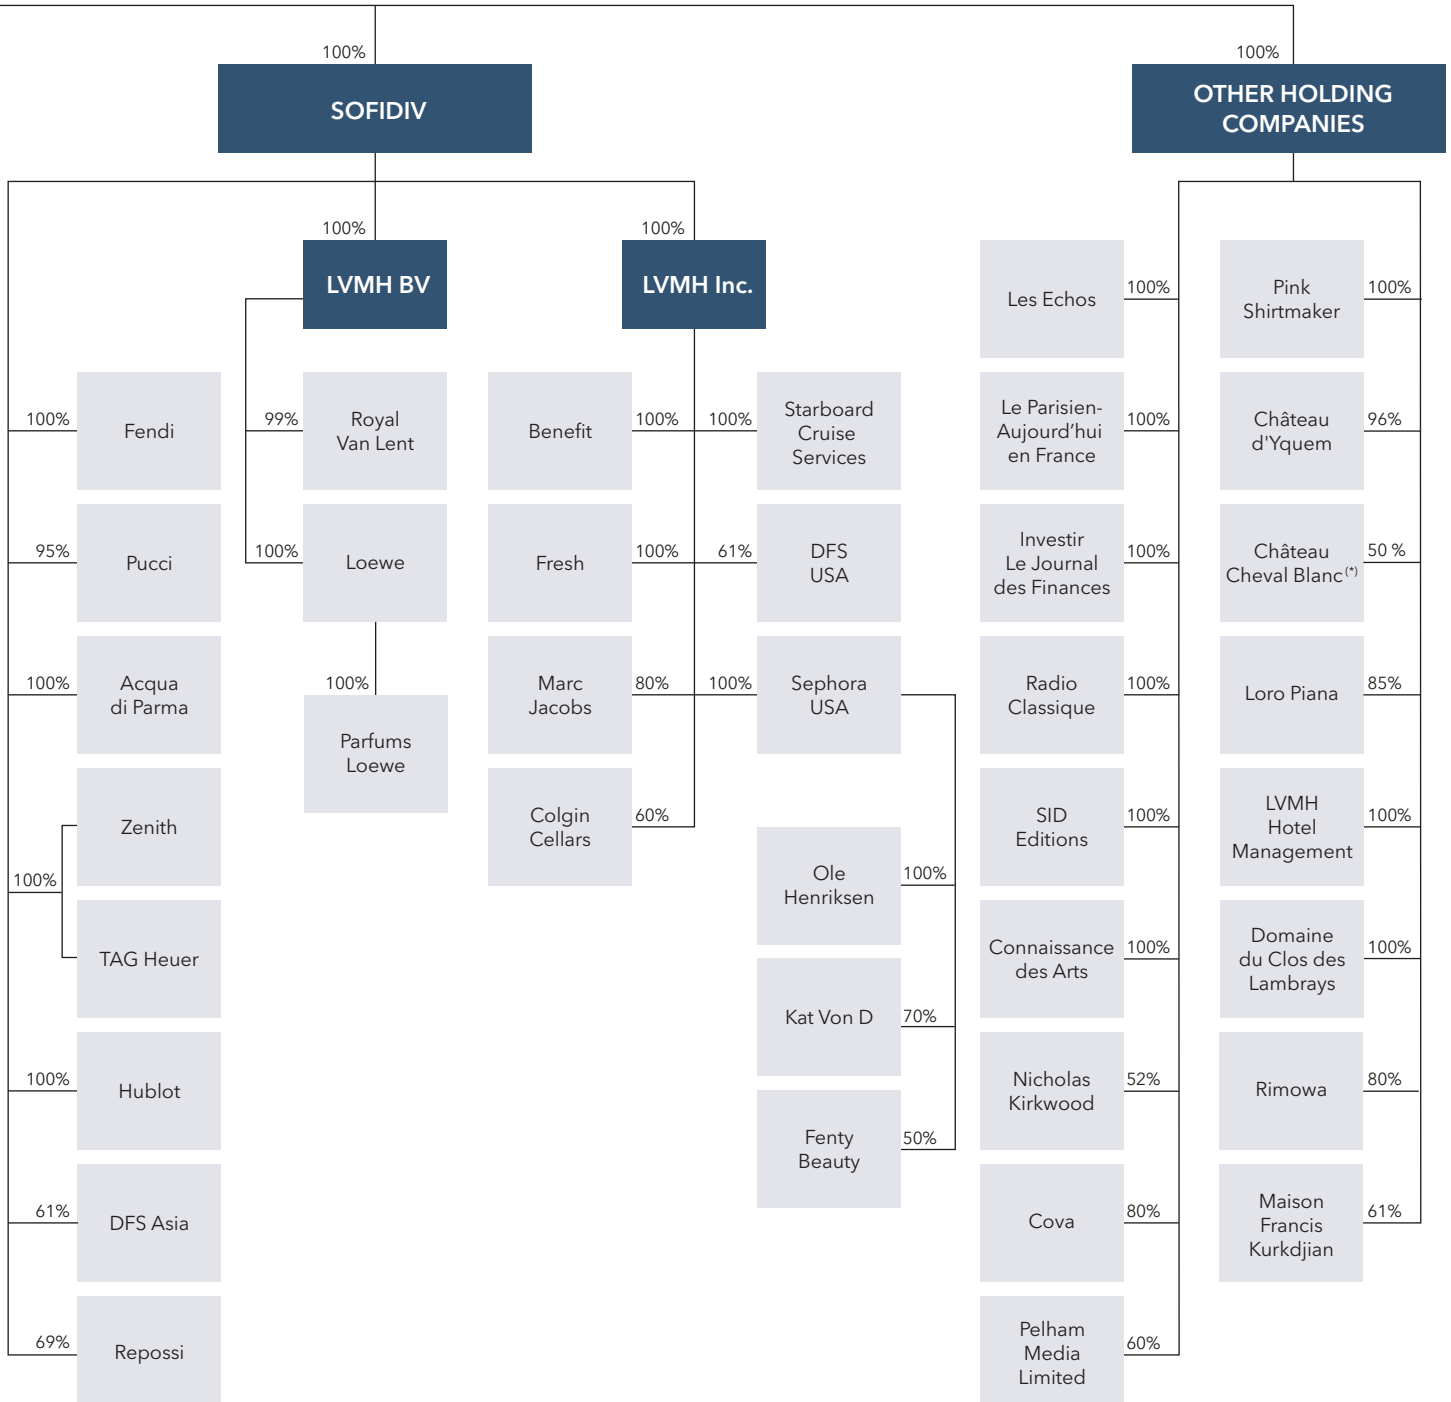 100%
SOFIDIV
100%
OTHER HOLDING
COMPANIES
100%
LVMH BV
100%
LVMH Inc.
100%
Fendi
95%
Pucci
100%
Acqua
di Parma
100%
Zenith
TAG Heuer
100%
Hublot
61%
DFS Asia
69%
Repossi
99%
Royal
Van Lent
100%
Loewe
100%
Parfums
Loewe
Benefit
100%
Fresh
100%
Marc
Jacobs
80%
Colgin
Cellars
60%
100%
Starboard
Cruise
Services
61%
DFS
USA
100%
Sephora
USA
Ole
Henriksen
100%
Kat Von D
70%
Fenty
Beauty
50%
Les Echos
100%
Le Parisien-
Aujourd'hui
en France
100%
Investir
Le Journal
des Finances
100%
Radio
Classique
100%
SID
Editions
100%
Connaissance
des Arts
100%
Nicholas
Kirkwood
52%
Cova
80%
Pelham
Media
Limited
60%
Pink
Shirtmaker
100%
Château
d'Yquem
96%
Château
Cheval Blanc(*)
50 %
Loro Piana
85%
LVMH
Hotel
Management
100%
Domaine
du Clos des
Lambrays
100%
Rimowa
80%
Maison
Francis
Kurkdjian
61%